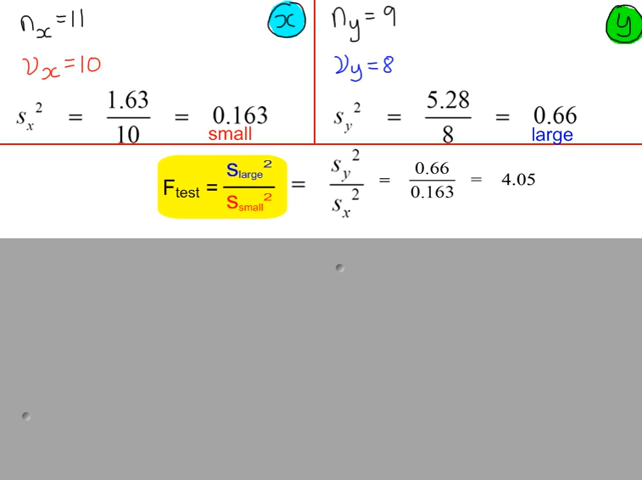 n_x = 11
x
ν_x = 10
s_x^2 = 1.63/10 = 0.163
small
n_y = 9
y
ν_y = 8
s_y^2 = 5.28/8 = 0.66
large
F_test = s_large^2/s_small^2 = s_y^2/s_x^2 = 0.66/0.163 = 4.05